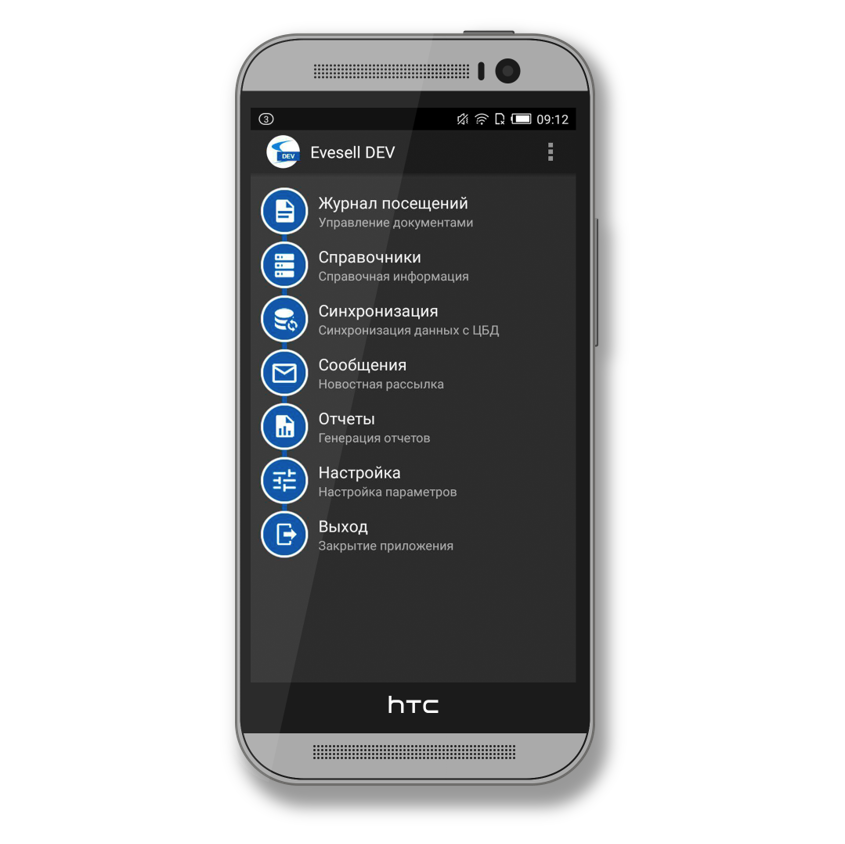 3
09:12
DEV
Evesell DEV
Журнал посещений
Управление документами
Справочники
Справочная информация
Синхронизация
Синхронизация данных с ЦБД
Сообщения
Новостная рассылка
Отчеты
Генерация отчетов
Настройка
Настройка параметров
Выход
Закрытие приложения
hTC